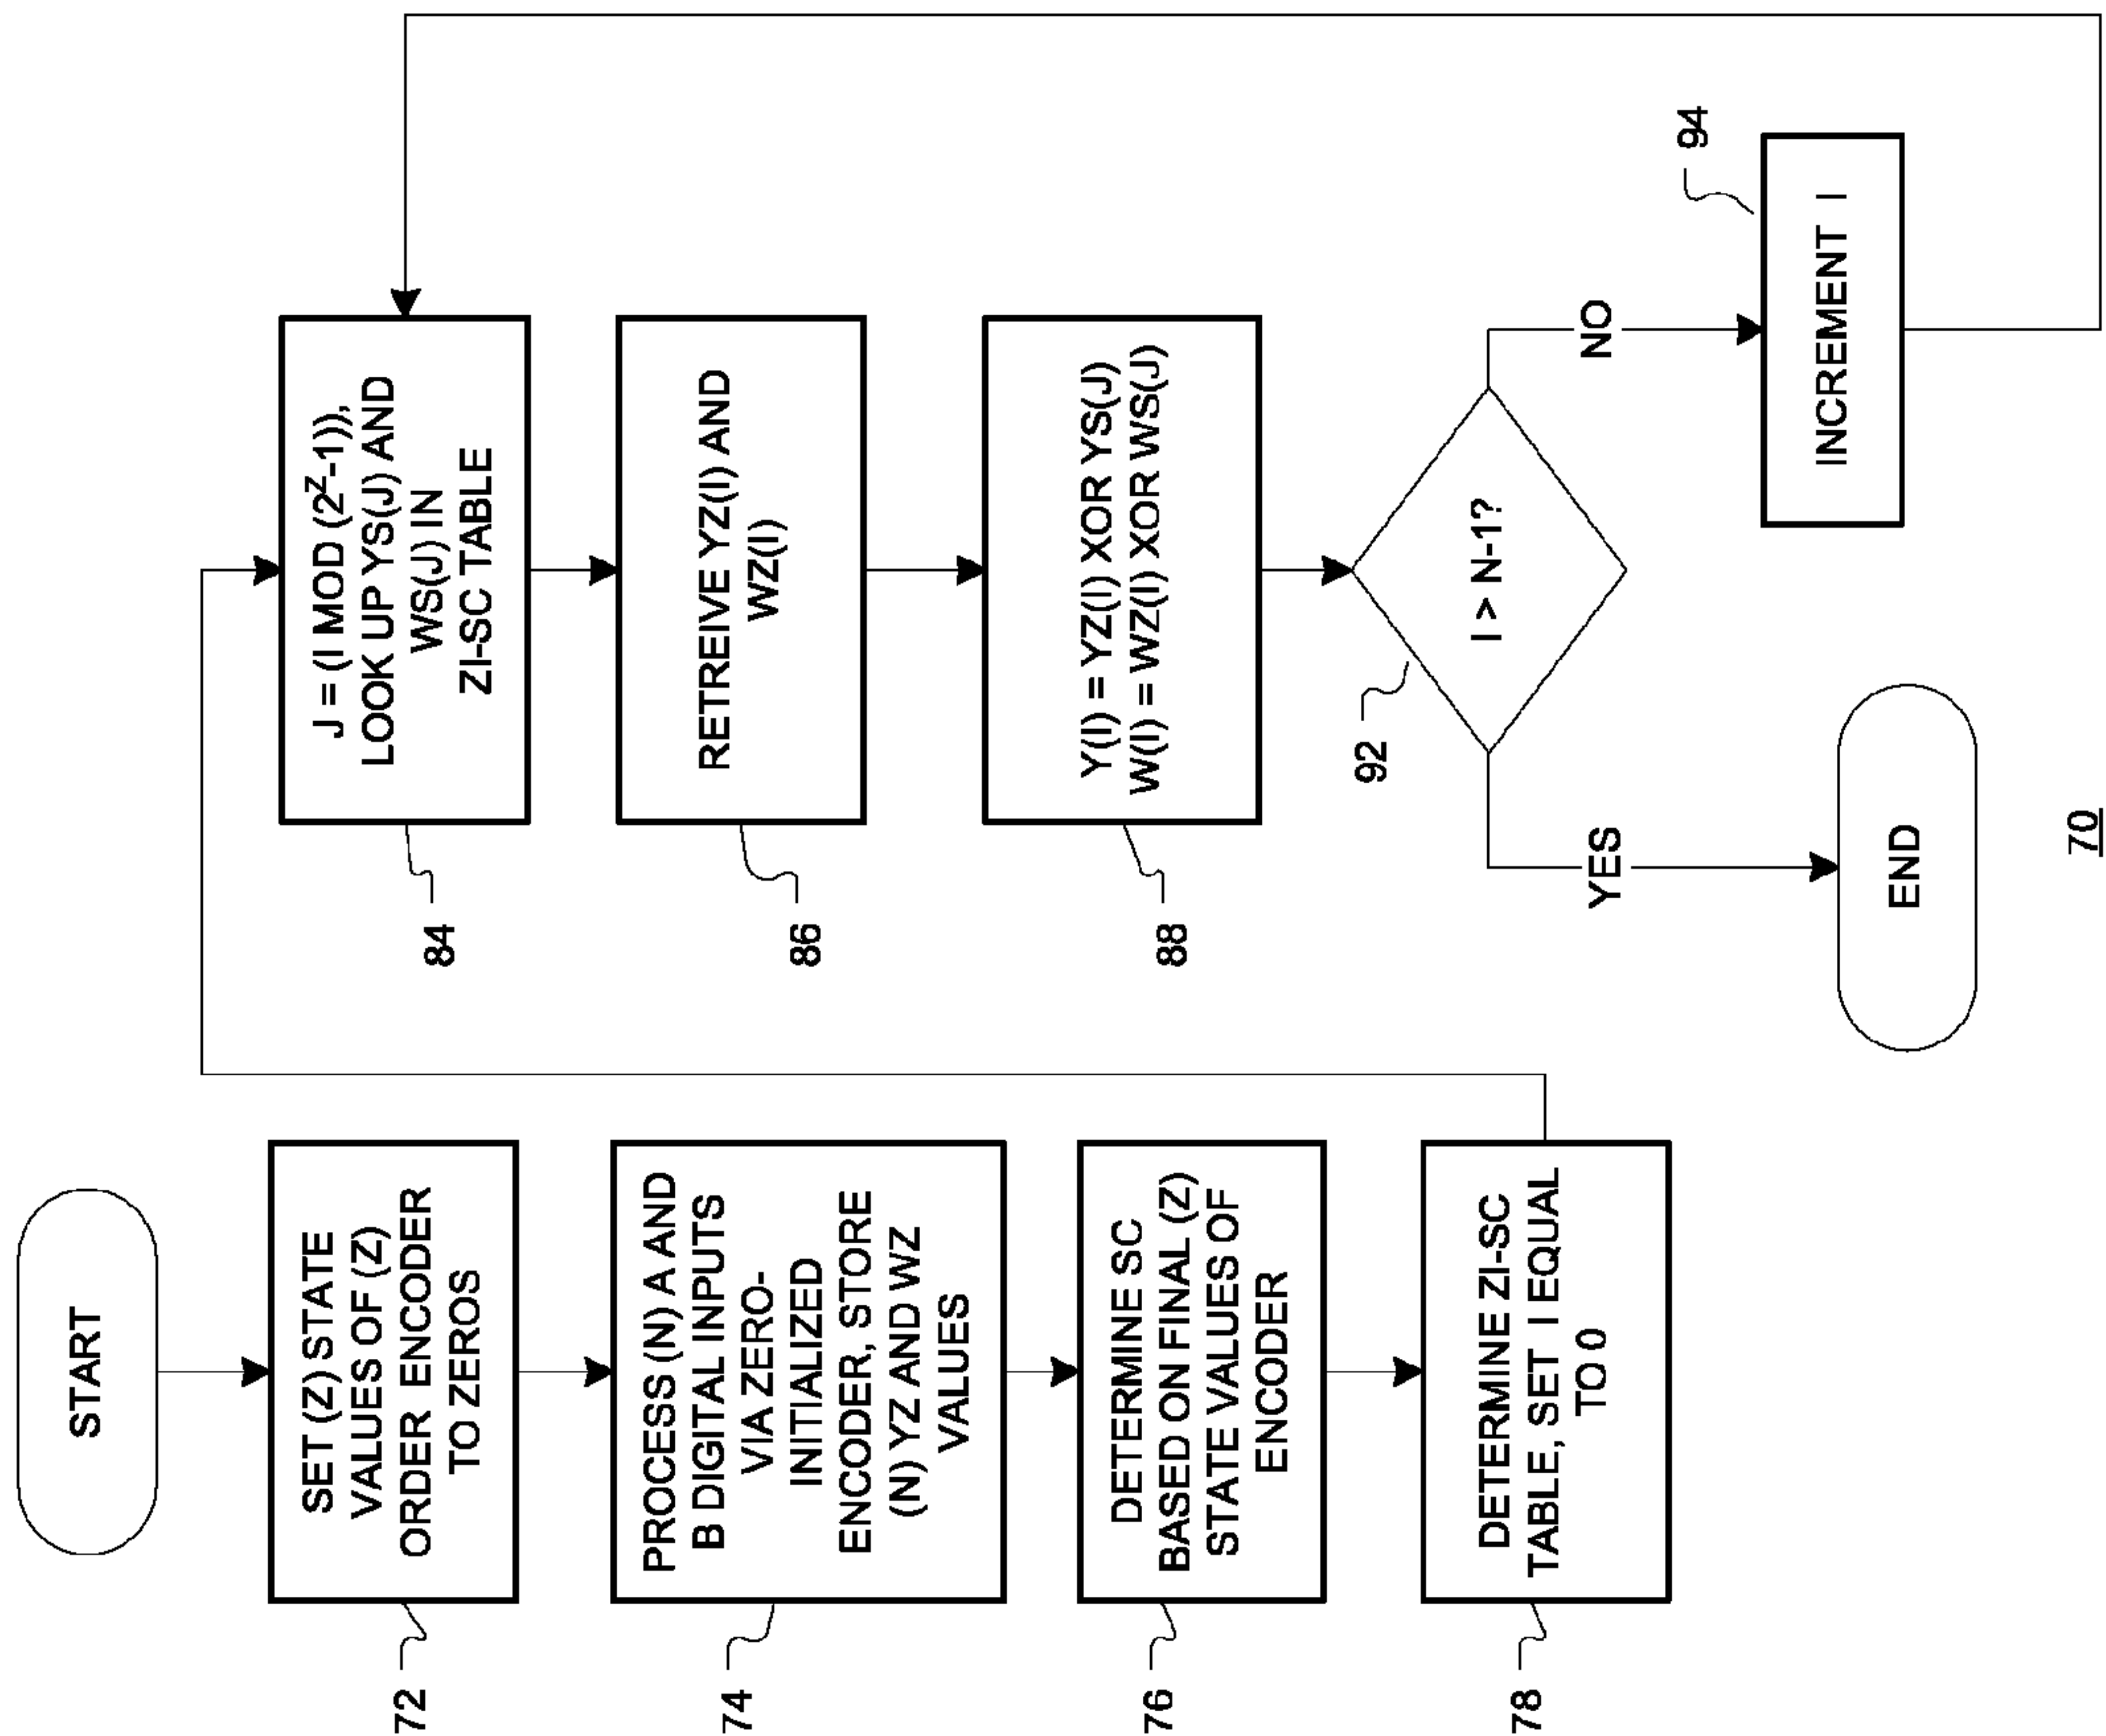 START
SET (Z) STATE
VALUES OF (Z)
ORDER ENCODER
TO ZEROS
72
PROCESS (N) A AND
B DIGITAL INPUTS
VIA ZERO-
INITIALIZED
ENCODER, STORE
(N) YZ AND WZ
VALUES
74
DETERMINE SC
BASED ON FINAL (Z)
STATE VALUES OF
ENCODER
76
DETERMINE ZI-SC
TABLE, SET I EQUAL
TO 0
78
J = (I MOD (2^Z-1)),
LOOK UP YS(J) AND
WS(J) IN
ZI-SC TABLE
84
RETREIVE YZ(I) AND
WZ(I)
86
Y(I) = YZ(I) XOR YS(J)
W(I) = WZ(I) XOR WS(J)
88
I > N-1?
92
NO
YES
INCREMENT I
94
END
70